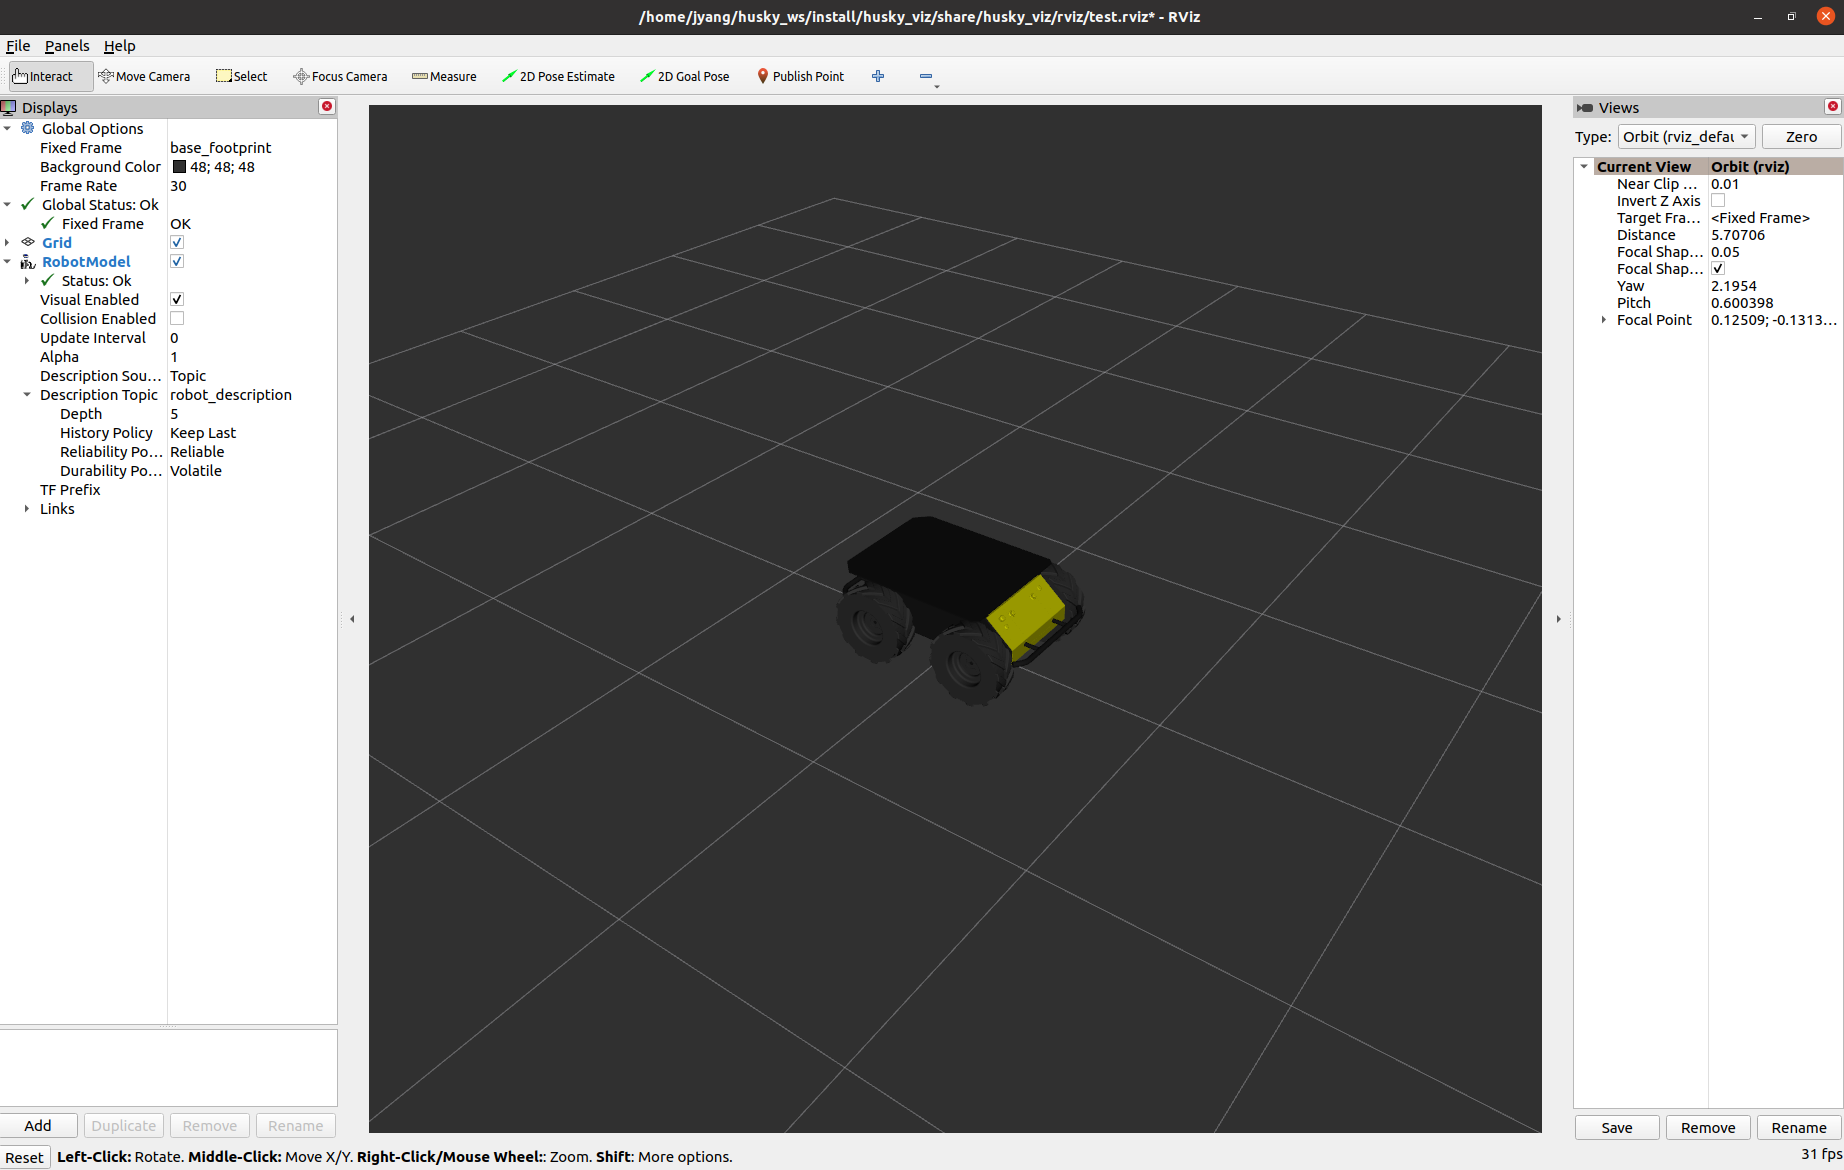 /home/jyang/husky_ws/install/husky_viz/share/husky_viz/rviz/test.rviz* - RViz
File Panels Help
Interact Move Camera Select Focus Camera Measure 2D Pose Estimate 2D Goal Pose Publish Point
Displays
Global Options
Fixed Frame base_footprint
Background Color 48; 48; 48
Frame Rate 30
Global Status: Ok
Fixed Frame OK
Grid
RobotModel
Status: Ok
Visual Enabled
Collision Enabled
Update Interval 0
Alpha 1
Description Sou... Topic
Description Topic robot_description
Depth 5
History Policy Keep Last
Reliability Po... Reliable
Durability Po... Volatile
TF Prefix
Links
Add Duplicate Remove Rename
Views
Type: Orbit (rviz_defau Zero
Current View Orbit (rviz)
Near Clip ... 0.01
Invert Z Axis
Target Fra... <Fixed Frame>
Distance 5.70706
Focal Shap... 0.05
Focal Shap...
Yaw 2.1954
Pitch 0.600398
Focal Point 0.12509; -0.1313...
Save Remove Rename
Reset Left-Click: Rotate. Middle-Click: Move X/Y. Right-Click/Mouse Wheel:: Zoom. Shift: More options. 31 fps